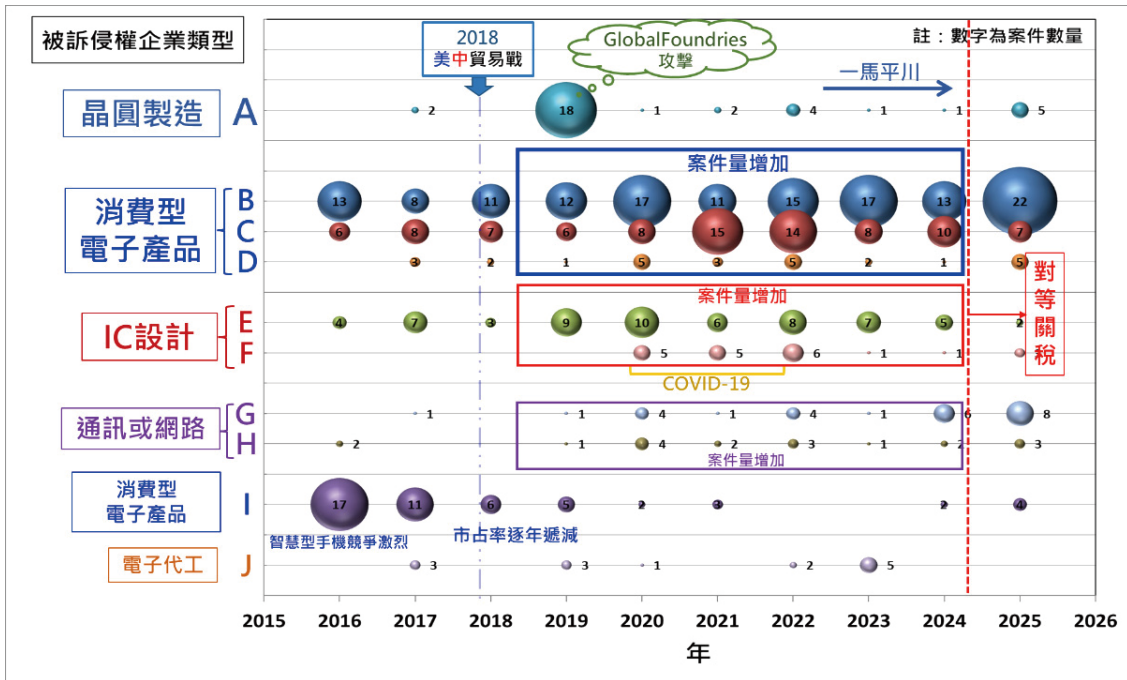 被訴侵權企業類型
2018
美中貿易戰
GlobalFoundries
攻擊
註：數字為案件數量
一馬平川
晶圓製造 A
2 18 1 2 4 1 1 5
案件量增加
消費型
電子產品
B 13 8 11 12 17 11 15 17 13 22
C 6 8 7 6 8 15 14 8 10 7
D 3 2 1 5 3 5 2 1 5
對等關稅
案件量增加
IC設計
E 4 7 3 9 10 6 8 7 5 2
F 5 5 6 1 1
COVID-19
通訊或網路
G 1 1 4 1 4 1 6 8
H 2 1 4 2 3 1 2 3
案件量增加
消費型
電子產品
I 17 11 6 5 2 3 2 4
智慧型手機競爭激烈
市占率逐年遞減
電子代工 J
3 3 1 2 5
2015 2016 2017 2018 2019 2020 2021 2022 2023 2024 2025 2026
年